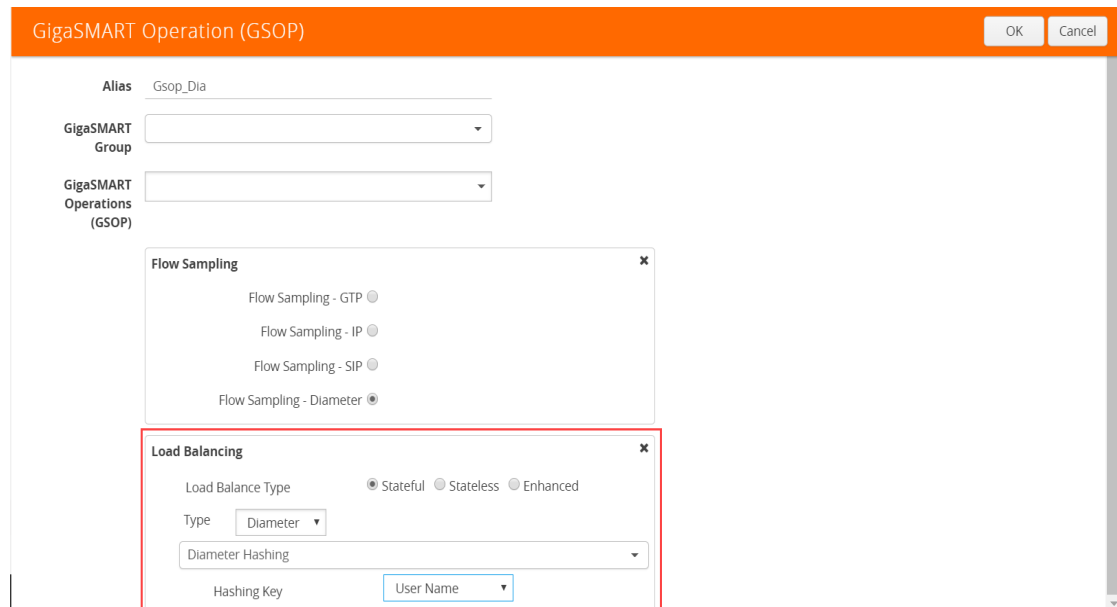 GigaSMART Operation (GSOP)
OK
Cancel
Alias
Gsop_Dia
GigaSMART
Group
GigaSMART
Operations
(GSOP)
Flow Sampling
Flow Sampling - GTP
Flow Sampling - IP
Flow Sampling - SIP
Flow Sampling - Diameter
Load Balancing
Load Balance Type
Stateful
Stateless
Enhanced
Type
Diameter
Diameter Hashing
Hashing Key
User Name